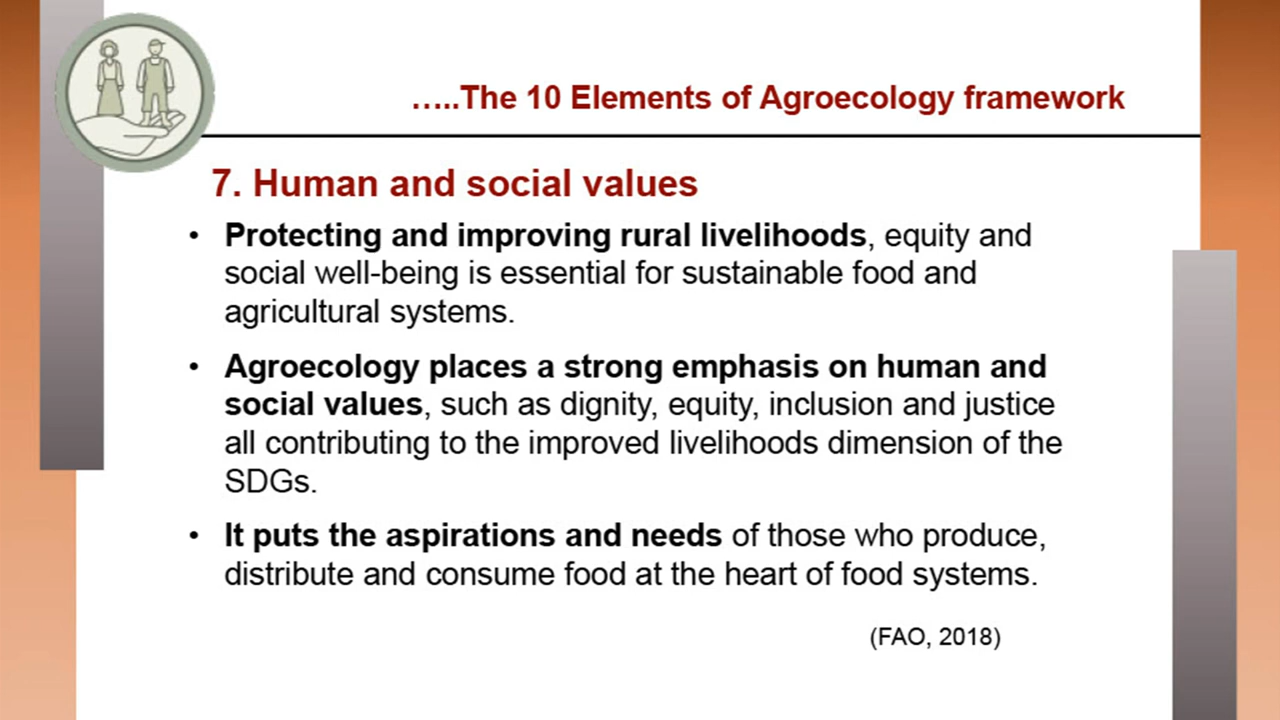 …..The 10 Elements of Agroecology framework
7. Human and social values
• Protecting and improving rural livelihoods, equity and
social well-being is essential for sustainable food and
agricultural systems.
• Agroecology places a strong emphasis on human and
social values, such as dignity, equity, inclusion and justice
all contributing to the improved livelihoods dimension of the
SDGs.
• It puts the aspirations and needs of those who produce,
distribute and consume food at the heart of food systems.
(FAO, 2018)